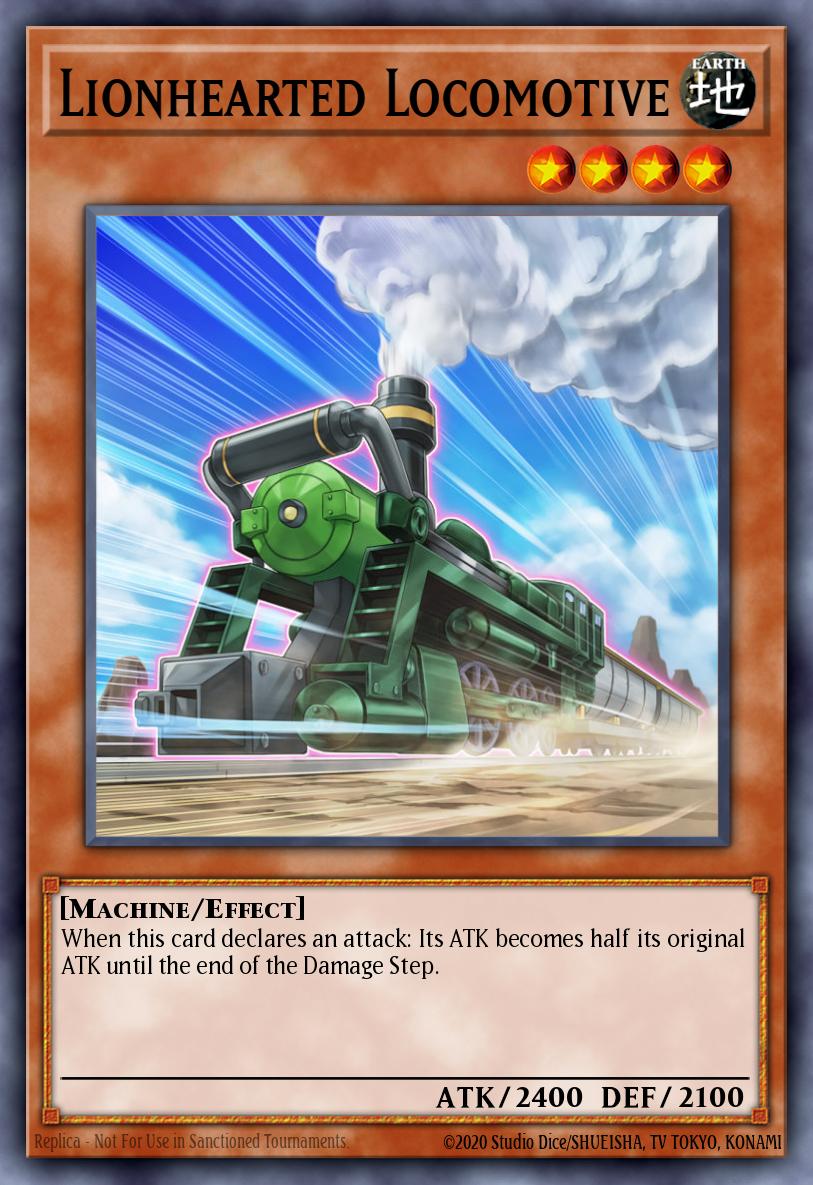 Lionhearted Locomotive
EARTH
地
[Machine/Effect]
When this card declares an attack: Its ATK becomes half its original
ATK until the end of the Damage Step.
ATK/2400 DEF/2100
Replica - Not For Use in Sanctioned Tournaments.
©2020 Studio Dice/SHUEISHA, TV TOKYO, KONAMI